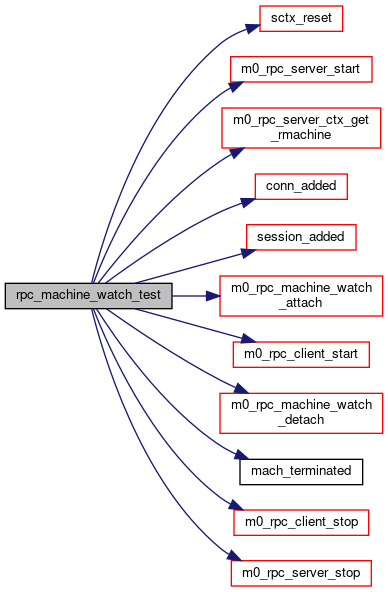 sctx_reset
m0_rpc_server_start
m0_rpc_server_ctx_get
_rmachine
conn_added
session_added
rpc_machine_watch_test
m0_rpc_machine_watch
_attach
m0_rpc_client_start
m0_rpc_machine_watch
_detach
mach_terminated
m0_rpc_client_stop
m0_rpc_server_stop